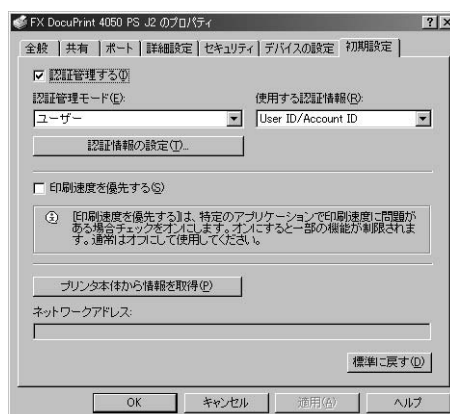 FX DocuPrint 4050 PS J2 のプロパティ
全般 共有 ポート 詳細設定 セキュリティ デバイスの設定 初期設定
認証管理する(I)
認証管理モード(E): 使用する認証情報(R):
ユーザー User ID/Account ID
認証情報の設定(T)...
印刷速度を優先する(S)
[印刷速度を優先する]は、特定のアプリケーションで印刷速度に問題
がある場合チェックをオンにします。オンにすると一部の機能が制限されま
す。通常はオフにして使用してください。
プリンタ本体から情報を取得(P)
ネットワークアドレス:
標準に戻す(D)
OK キャンセル 適用(A) ヘルプ